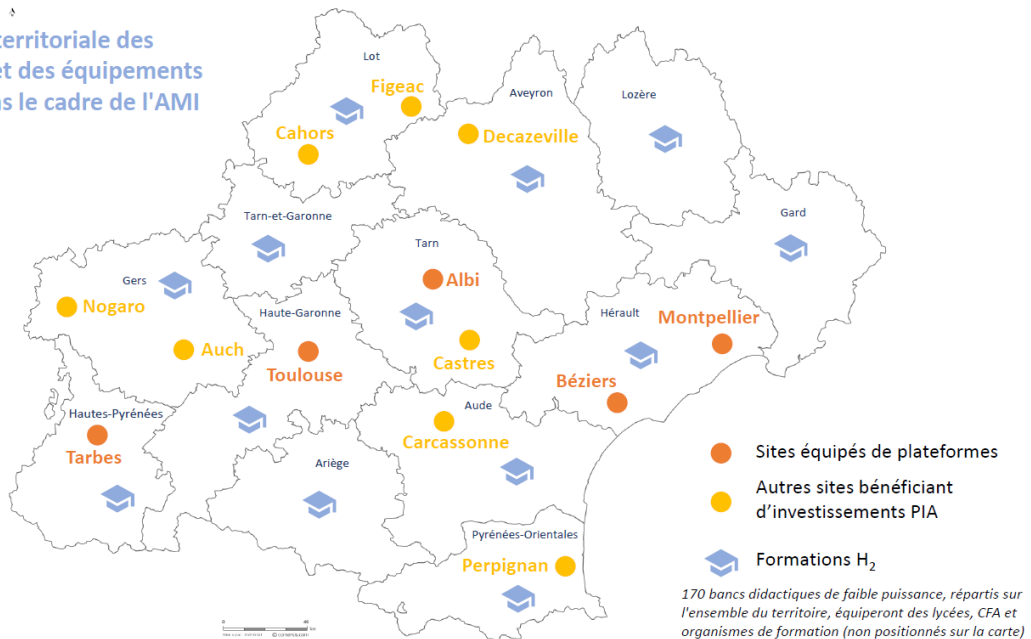 territoriale des
et des équipements
s le cadre de l'AMI
Lot
Figeac
Cahors
Aveyron
Decazeville
Lozère
Tarn-et-Garonne
Tarn
Gard
Gers
Nogaro
Auch
Albi
Castres
Haute-Garonne
Toulouse
Hérault
Montpellier
Béziers
Hautes-Pyrénées
Tarbes
Aude
Carcassonne
Ariège
Pyrénées-Orientales
Perpignan
Sites équipés de plateformes
Autres sites bénéficiant
d'investissements PIA
Formations H₂
170 bancs didactiques de faible puissance, répartis sur
l'ensemble du territoire, équiperont des lycées, CFA et
organismes de formation (non positionnés sur la carte)